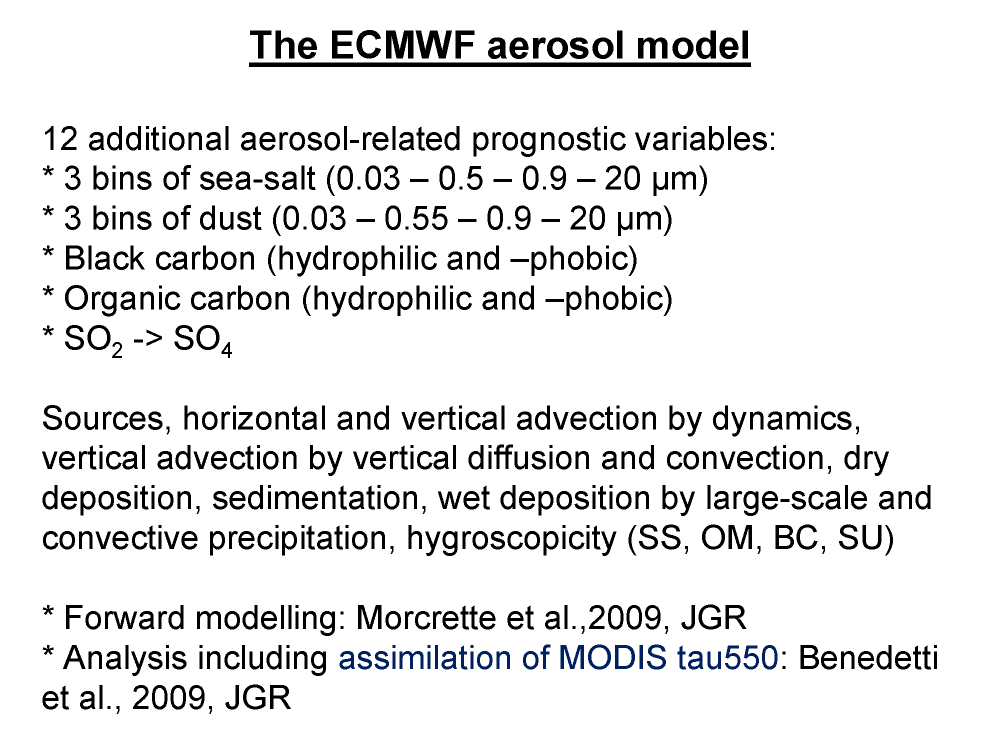 The ECMWF aerosol model
12 additional aerosol-related prognostic variables:
* 3 bins of sea-salt (0.03 – 0.5 – 0.9 – 20 µm)
* 3 bins of dust (0.03 – 0.55 – 0.9 – 20 µm)
* Black carbon (hydrophilic and –phobic)
* Organic carbon (hydrophilic and –phobic)
* SO₂ -> SO₄
Sources, horizontal and vertical advection by dynamics,
vertical advection by vertical diffusion and convection, dry
deposition, sedimentation, wet deposition by large-scale and
convective precipitation, hygroscopicity (SS, OM, BC, SU)
* Forward modelling: Morcrette et al.,2009, JGR
* Analysis including assimilation of MODIS tau550: Benedetti
et al., 2009, JGR